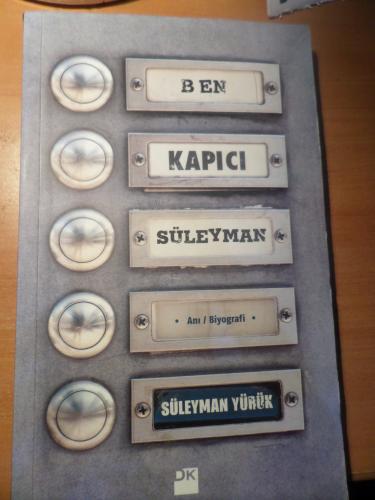 BEN
KAPICI
SÜLEYMAN
• Anı / Biyografi •
SÜLEYMAN YÜRÜK
DK